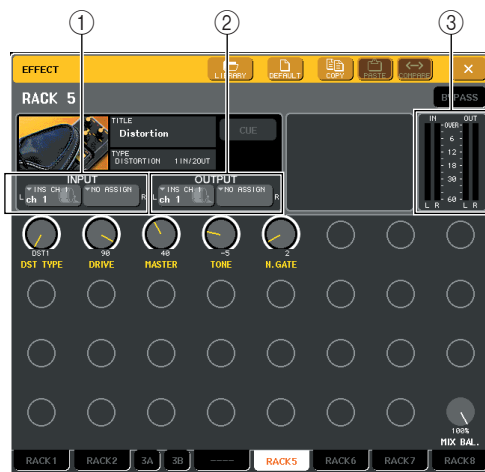 ① ② ③
EFFECT LIBRARY DEFAULT COPY PASTE COMPARE ×
RACK 5 BYPASS
TITLE
Distortion
CUE
TYPE
DISTORTION 1IN/2OUT
IN OUT
OVER
6
12
18
30
60
L R L R
INPUT OUTPUT
L INS CH 1 NO ASSIGN R L INS CH 1 NO ASSIGN R
ch 1 ch 1
DST1 90 40 -5 2
DST TYPE DRIVE MASTER TONE N.GATE
100%
MIX BAL.
RACK1 RACK2 3A 3B ---- RACK5 RACK6 RACK7 RACK8